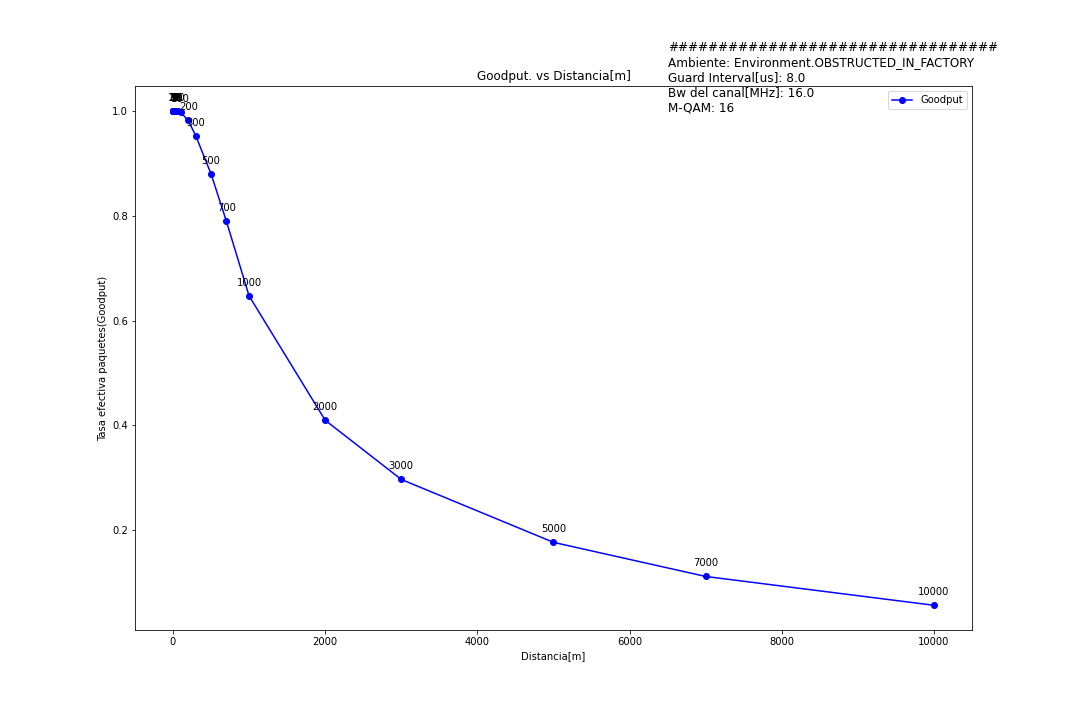 ################################
Ambiente: Environment.OBSTRUCTED_IN_FACTORY
Guard Interval[us]: 8.0
Bw del canal[MHz]: 16.0
M-QAM: 16
Goodput. vs Distancia[m]
Goodput
Tasa efectiva paquetes(Goodput)
1.0
0.8
0.6
0.4
0.2
200
300
500
700
1000
2000
3000
5000
7000
10000
0
2000
4000
6000
8000
10000
Distancia[m]